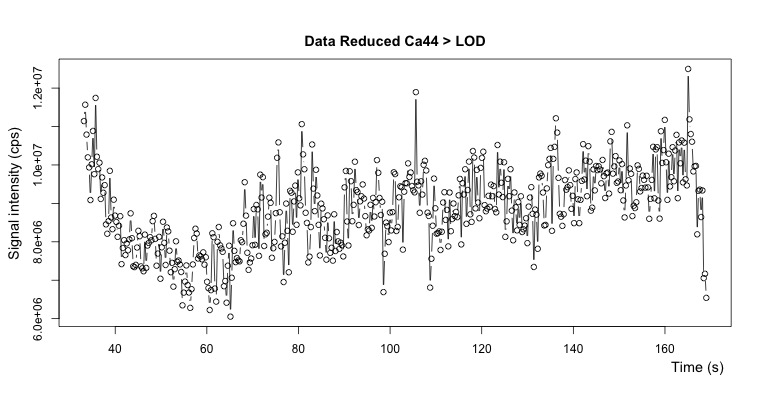 Data Reduced Ca44 > LOD
Signal intensity (cps)
1.2e+07
1.0e+07
8.0e+06
6.0e+06
40 60 80 100 120 140 160
Time (s)